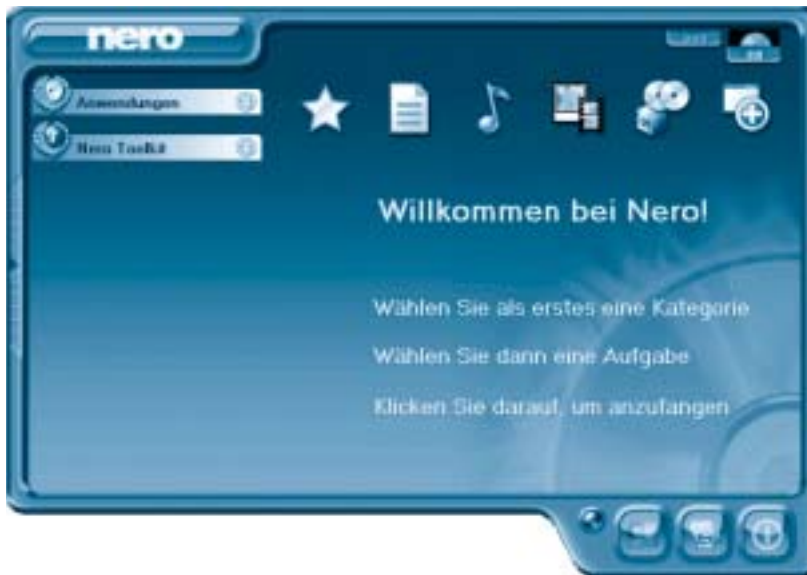 nero
Anwendungen
Nero Toolkit
Willkommen bei Nero!
Wählen Sie als erstes eine Kategorie
Wählen Sie dann eine Aufgabe
Klicken Sie darauf, um anzufangen